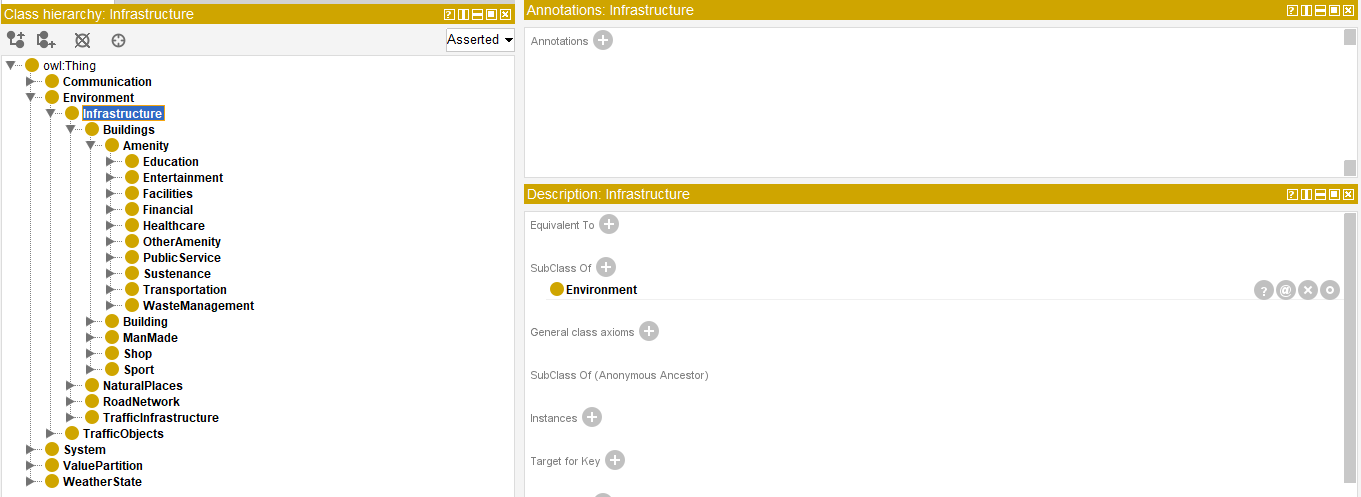 Class hierarchy: Infrastructure
Asserted
owl:Thing
Communication
Environment
Infrastructure
Buildings
Amenity
Education
Entertainment
Facilities
Financial
Healthcare
OtherAmenity
PublicService
Sustenance
Transportation
WasteManagement
Building
ManMade
Shop
Sport
NaturalPlaces
RoadNetwork
TrafficInfrastructure
TrafficObjects
System
ValuePartition
WeatherState
Annotations: Infrastructure
Annotations
Description: Infrastructure
Equivalent To
SubClass Of
Environment
General class axioms
SubClass Of (Anonymous Ancestor)
Instances
Target for Key